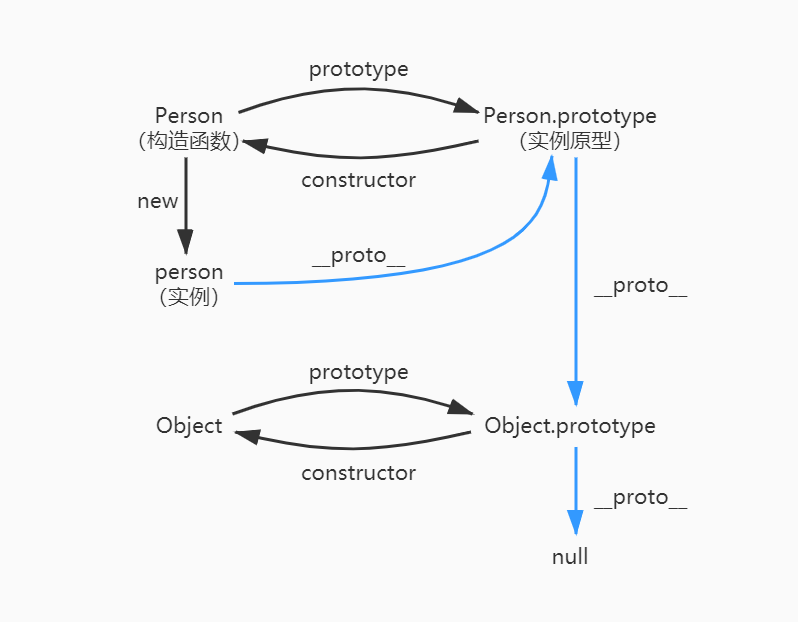 prototype
Person
（构造函数）
Person.prototype
（实例原型）
constructor
new
person
（实例）
__proto__
__proto__
prototype
Object
Object.prototype
constructor
__proto__
null